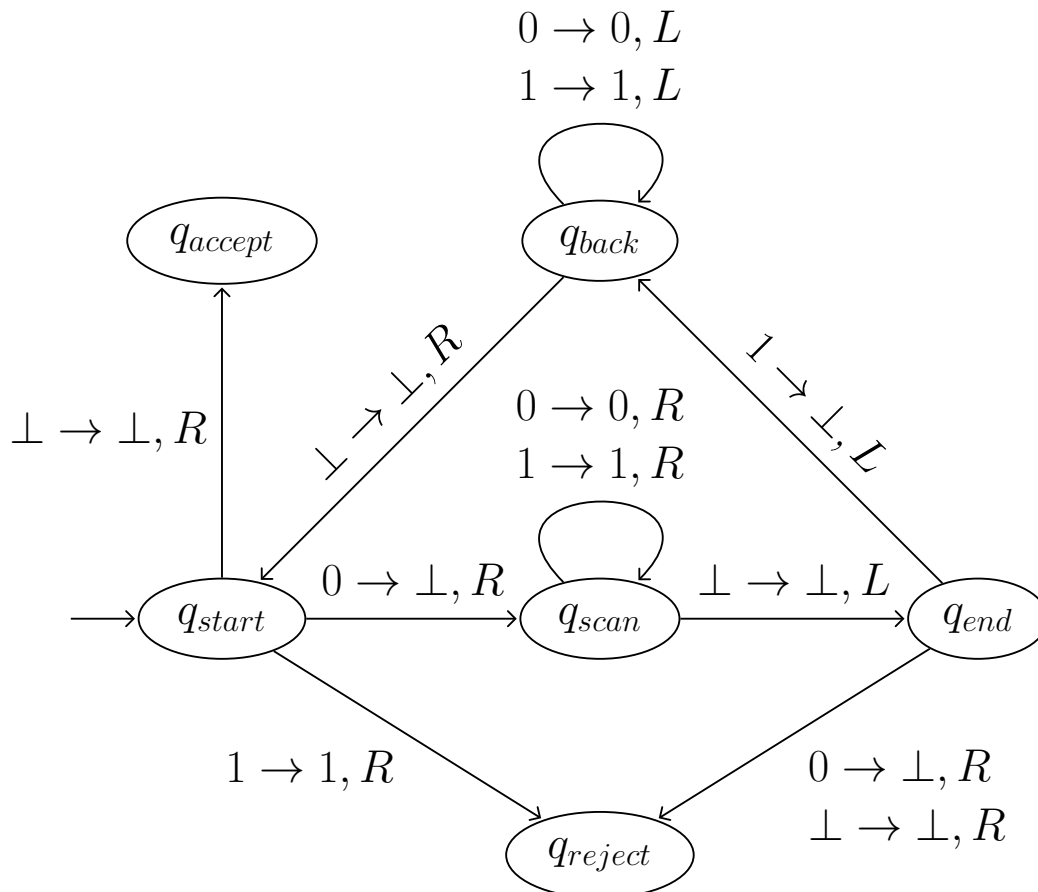 0 → 0, L
1 → 1, L
q_accept
q_back
⊥ → ⊥, R
1 → ⊥, L
0 → 0, R
1 → 1, R
⊥ → ⊥, R
0 → ⊥, R
⊥ → ⊥, L
q_start
q_scan
q_end
1 → 1, R
0 → ⊥, R
⊥ → ⊥, R
q_reject